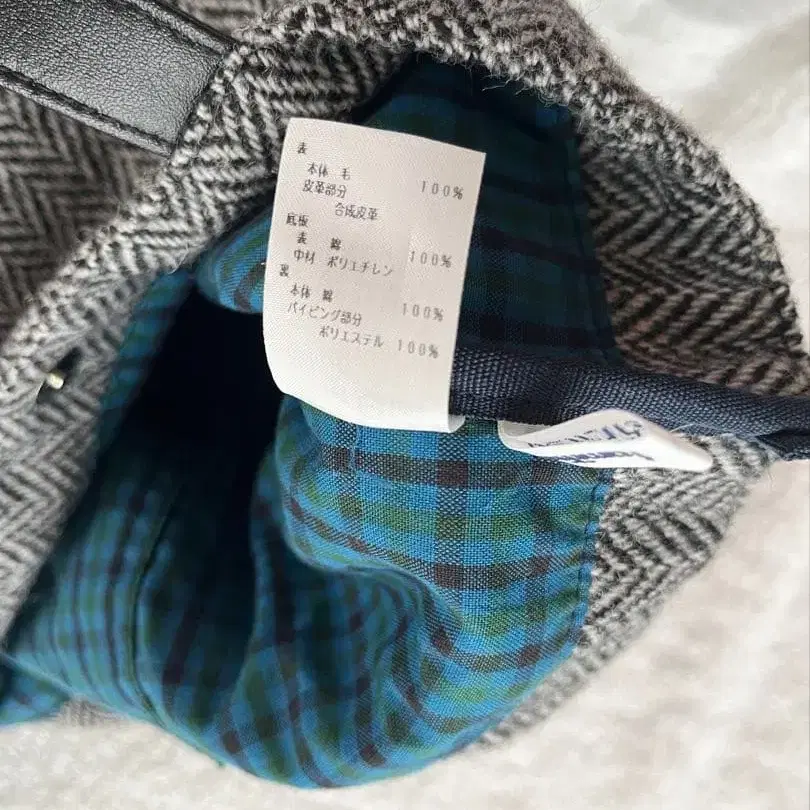 表
本体 毛 100%
皮革部分
合成皮革
底板
表 綿 100%
中材 ポリエチレン
裏
本体 綿 100%
パイピング部分
ポリエステル 100%